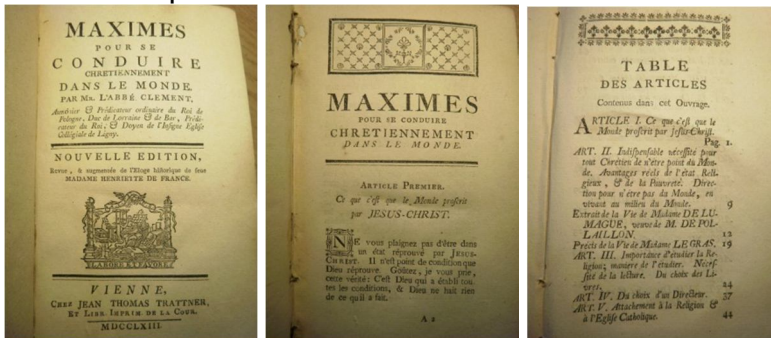 MAXIMES
POUR SE
CONDUIRE
CHRETIENNEMENT
DANS LE MONDE.
PAR MR. L'ABBÉ CLEMENT,
Aumônier & Prédicateur ordinaire du Roi de
Pologne, Duc de Lorraine & de Bar, Prédi-
cateur du Roi, & Doyen de l'Insigne Eglise
Collégiale de Ligny.
NOUVELLE EDITION,
Revue, & augmentée de l'Eloge historique de feue
MADAME HENRIETTE DE FRANCE.
LABORE ET FAVORE
VIENNE,
CHEZ JEAN THOMAS TRATTNER,
ET LIBR. IMPRIM. DE LA COUR.
MDCCLXIII.
MAXIMES
POUR SE CONDUIRE
CHRETIENNEMENT
DANS LE MONDE.
ARTICLE PREMIER.
Ce que c'est que le Monde proscrit
par JESUS-CHRIST.
NE vous plaignez pas d'être dans
un état réprouvé par JESUS-
CHRIST. Il n'est point de condition que
Dieu réprouve. Goûtez, je vous prie,
cette vérité: C'est Dieu qui a établi tou-
tes les conditions, & Dieu ne hait rien
de ce qu'il a fait.
A 2
TABLE
DES ARTICLES
Contenus dans cet Ouvrage.
ARTICLE I. Ce que c'est que le
Monde proscrit par Jésus-Christ.
Pag. 1.
ART. II. Indispensable nécessité pour
tout Chrétien de n'être point du Mon-
de. Avantages réels de l'état Reli-
gieux, & de la Pauvreté. Direc-
tion pour n'être pas du Monde, en
vivant au milieu du Monde. 9
Extrait de la Vie de Madame DE LU-
MAGUE, veuve de M. DE POL-
LAILLON. 12
Précis de la Vie de Madame LE GRAS. 19
ART. III. Importance d'étudier la Re-
ligion; maniere de l'étudier. Néces-
sité de la lecture. Du choix des Li-
vres. 24
ART. IV. Du choix d'un Directeur. 37
ART. V. Attachement à la Religion &
à l'Eglise Catholique. 44